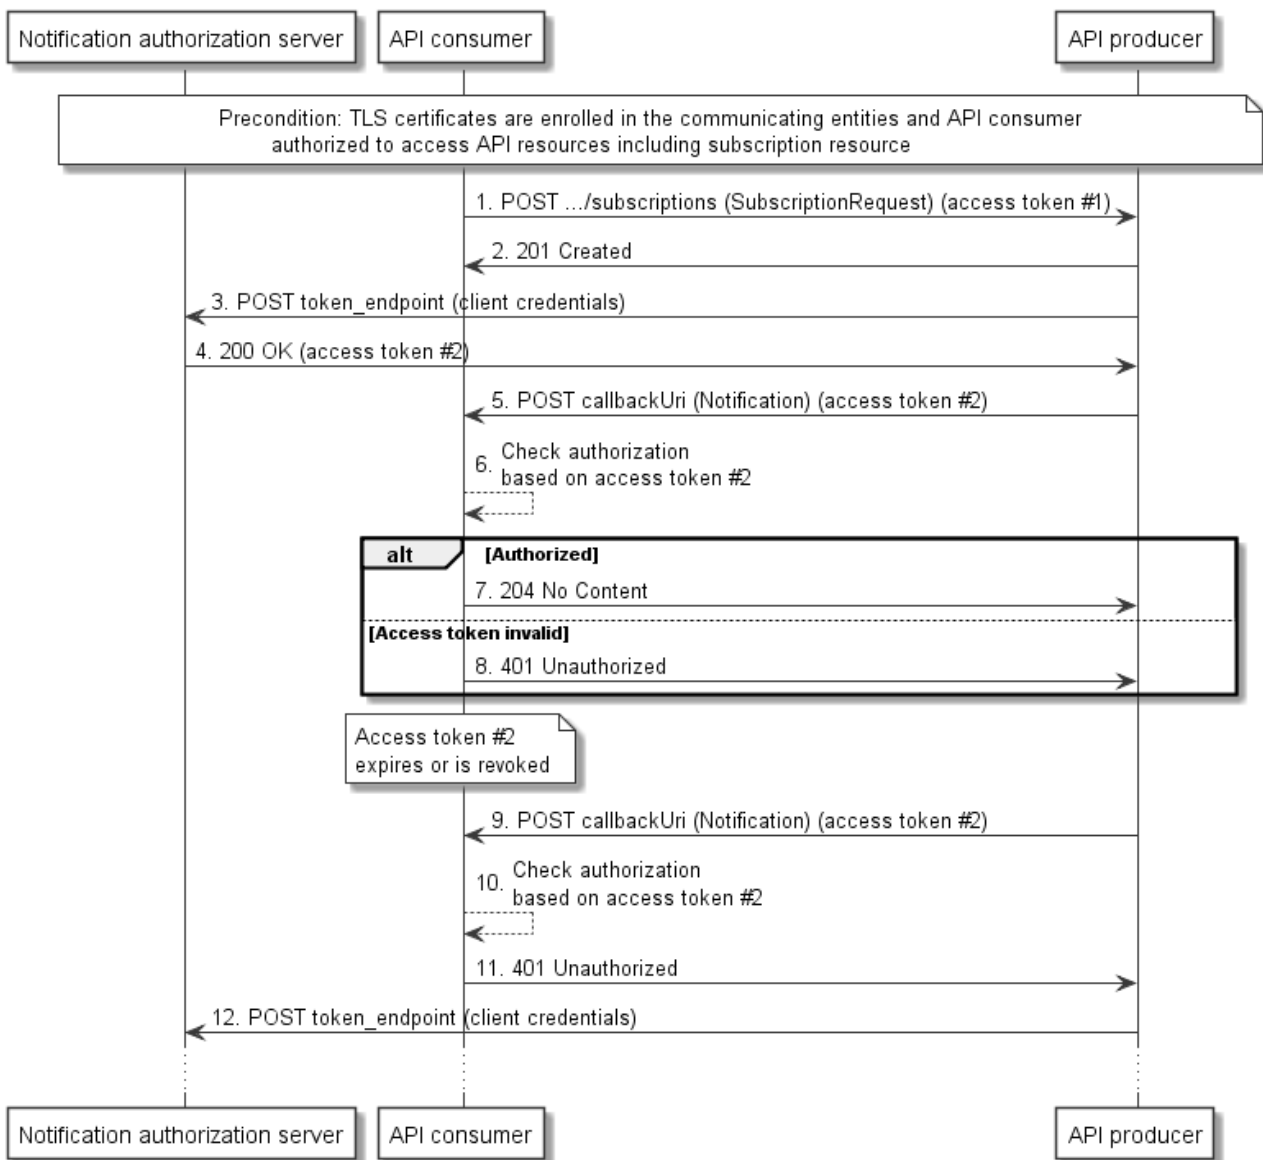 Notification authorization server
API consumer
API producer
Precondition: TLS certificates are enrolled in the communicating entities and API consumer
authorized to access API resources including subscription resource
1. POST .../subscriptions (SubscriptionRequest) (access token #1)
2. 201 Created
3. POST token_endpoint (client credentials)
4. 200 OK (access token #2)
5. POST callbackUri (Notification) (access token #2)
6. Check authorization
based on access token #2
alt [Authorized]
7. 204 No Content
[Access token invalid]
8. 401 Unauthorized
Access token #2
expires or is revoked
9. POST callbackUri (Notification) (access token #2)
10. Check authorization
based on access token #2
11. 401 Unauthorized
12. POST token_endpoint (client credentials)
Notification authorization server
API consumer
API producer